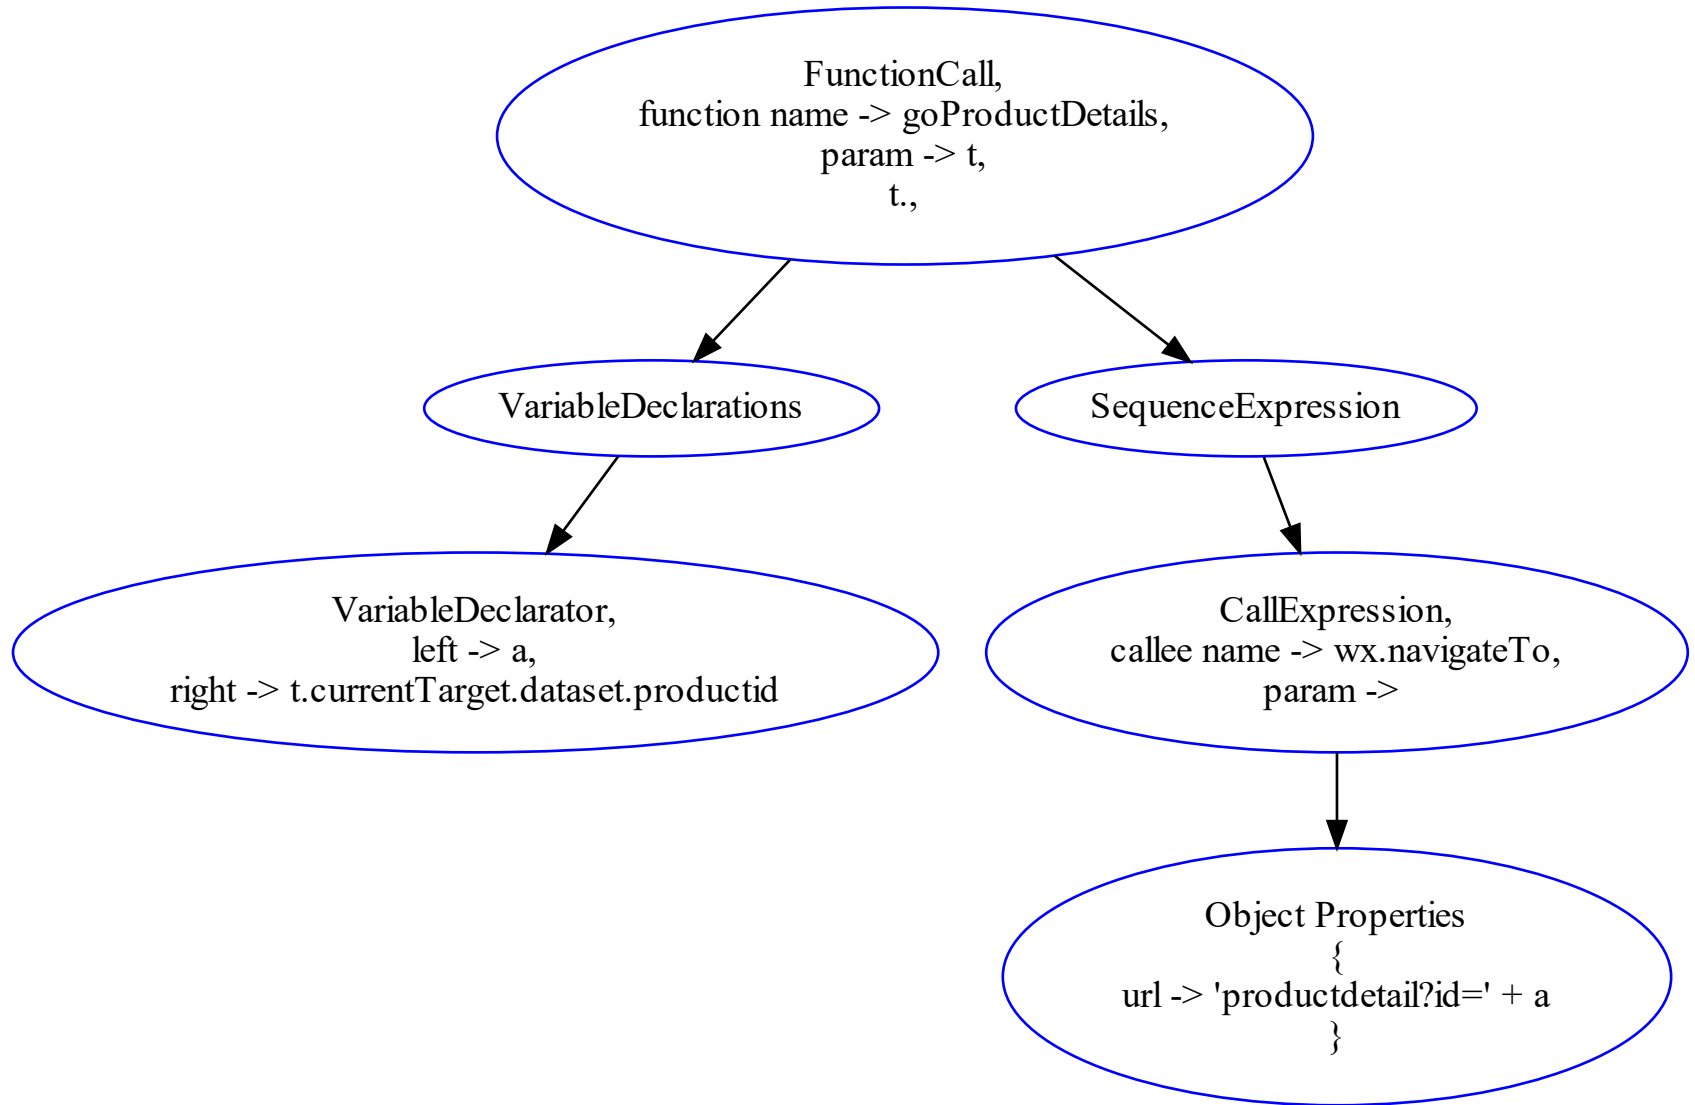 FunctionCall,
function name -> goProductDetails,
param -> t,
t.,
VariableDeclarations
SequenceExpression
VariableDeclarator,
left -> a,
right -> t.currentTarget.dataset.productid
CallExpression,
callee name -> wx.navigateTo,
param ->
Object Properties
{
url -> 'productdetail?id=' + a
}